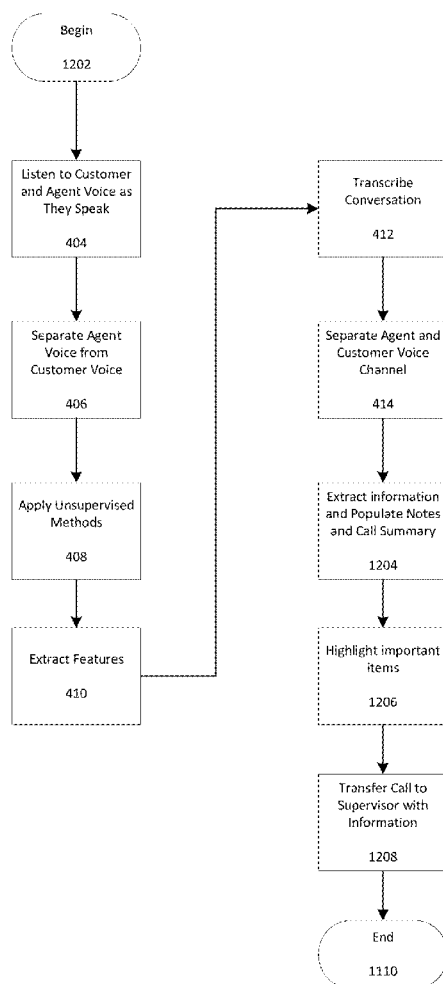 Begin
1202
Listen to Customer
and Agent Voice as
They Speak
404
Separate Agent
Voice from
Customer Voice
406
Apply Unsupervised
Methods
408
Extract Features
410
Transcribe
Conversation
412
Separate Agent and
Customer Voice
Channel
414
Extract information
and Populate Notes
and Call Summary
1204
Highlight important
items
1206
Transfer Call to
Supervisor with
Information
1208
End
1110